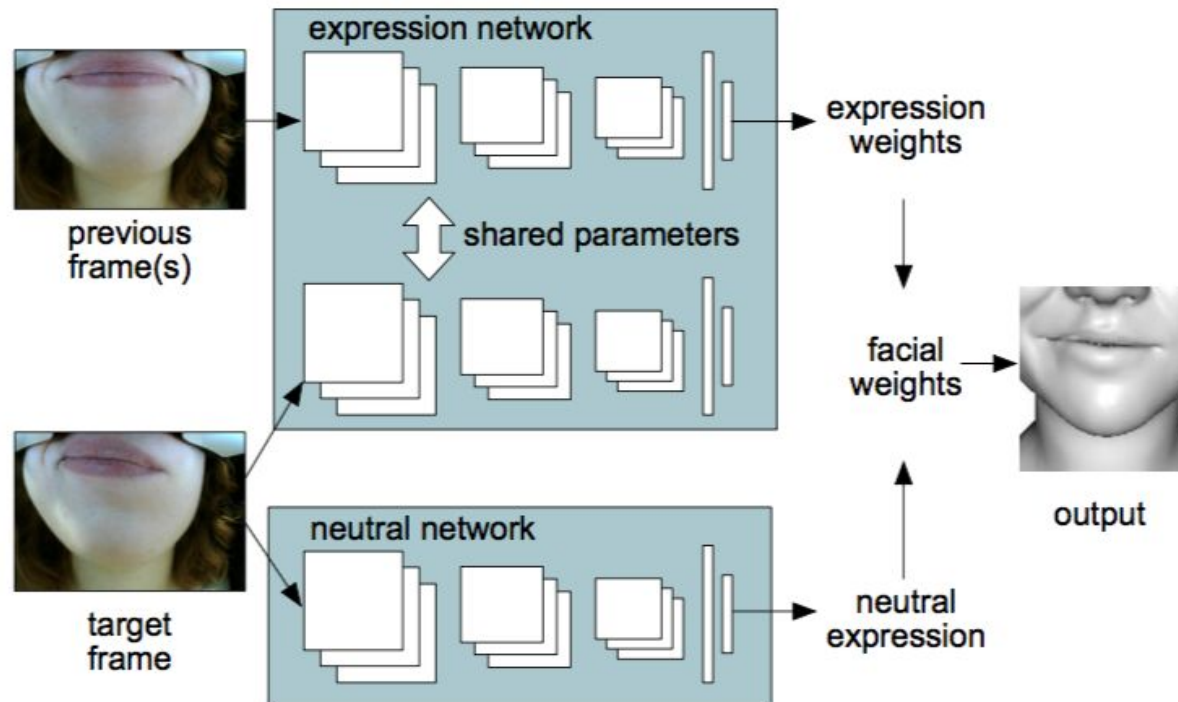 expression network
previous
frame(s)
expression
weights
shared parameters
facial
weights
output
target
frame
neutral network
neutral
expression